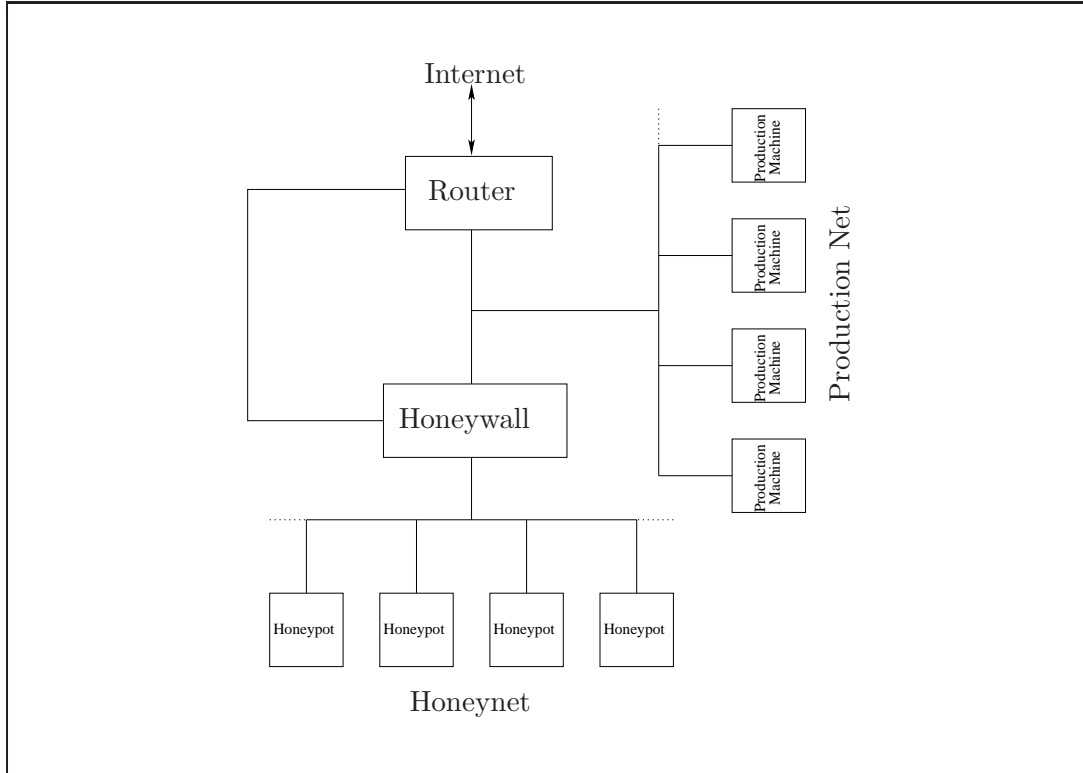 Internet
Router
Production
Machine
Production
Machine
Production
Machine
Production
Machine
Production Net
Honeywall
Honeypot
Honeypot
Honeypot
Honeypot
Honeynet